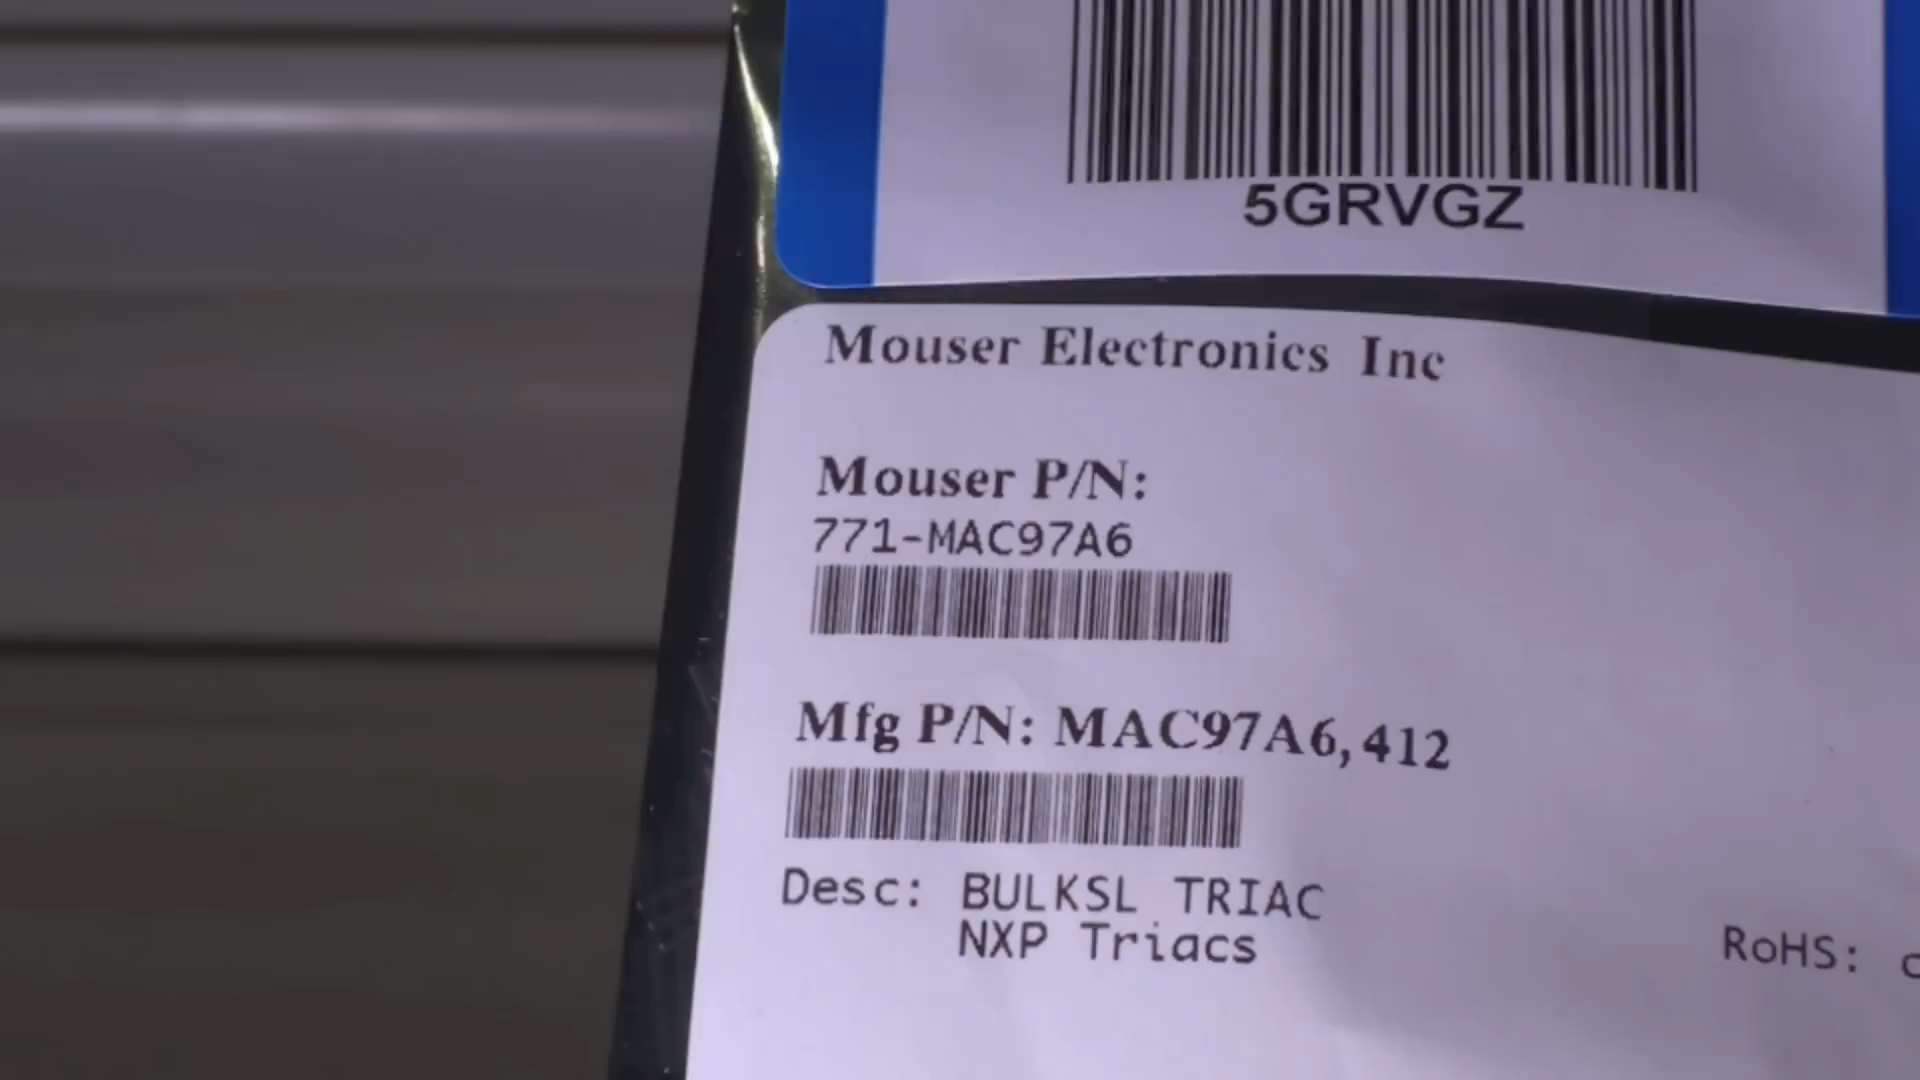 5GRVGZ
Mouser Electronics Inc
Mouser P/N:
771-MAC97A6
Mfg P/N: MAC97A6,412
Desc: BULKSL TRIAC
NXP Triacs
RoHS: